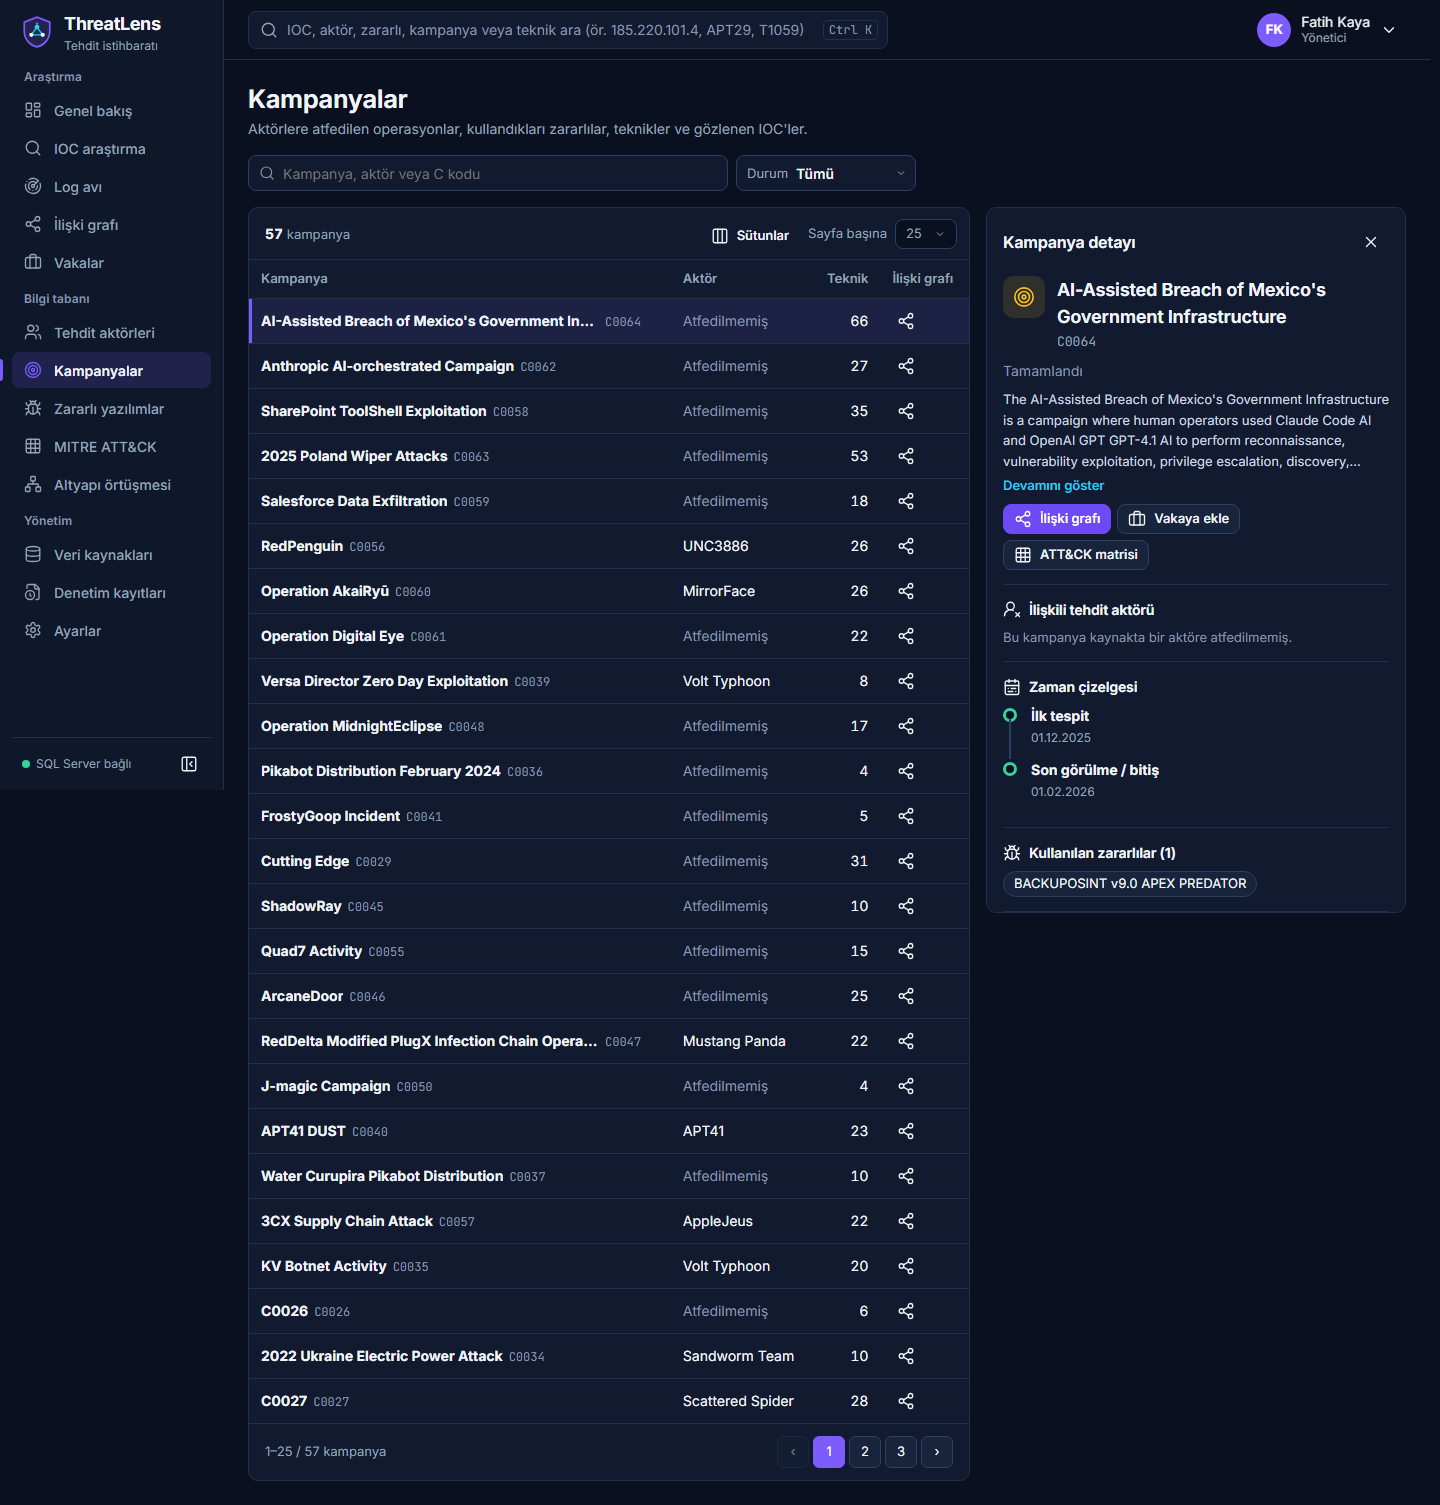 ThreatLens
Tehdit istihbaratı
IOC, aktör, zararlı, kampanya veya teknik ara (ör. 185.220.101.4, APT29, T1059)
Ctrl K
FK
Fatih Kaya
Yönetici
Araştırma
Genel bakış
IOC araştırma
Log avı
İlişki grafı
Vakalar
Bilgi tabanı
Tehdit aktörleri
Kampanyalar
Zararlı yazılımlar
MITRE ATT&CK
Altyapı örtüşmesi
Yönetim
Veri kaynakları
Denetim kayıtları
Ayarlar
SQL Server bağlı
Kampanyalar
Aktörlere atfedilen operasyonlar, kullandıkları zararlılar, teknikler ve gözlenen IOC'ler.
Kampanya, aktör veya C kodu
Durum Tümü
57 kampanya
Sütunlar
Sayfa başına 25
Kampanya Aktör Teknik İlişki grafı
AI-Assisted Breach of Mexico's Government In... C0064 Atfedilmemiş 66
Anthropic AI-orchestrated Campaign C0062 Atfedilmemiş 27
SharePoint ToolShell Exploitation C0058 Atfedilmemiş 35
2025 Poland Wiper Attacks C0063 Atfedilmemiş 53
Salesforce Data Exfiltration C0059 Atfedilmemiş 18
RedPenguin C0056 UNC3886 26
Operation AkaiRyū C0060 MirrorFace 26
Operation Digital Eye C0061 Atfedilmemiş 22
Versa Director Zero Day Exploitation C0039 Volt Typhoon 8
Operation MidnightEclipse C0048 Atfedilmemiş 17
Pikabot Distribution February 2024 C0036 Atfedilmemiş 4
FrostyGoop Incident C0041 Atfedilmemiş 5
Cutting Edge C0029 Atfedilmemiş 31
ShadowRay C0045 Atfedilmemiş 10
Quad7 Activity C0055 Atfedilmemiş 15
ArcaneDoor C0046 Atfedilmemiş 25
RedDelta Modified PlugX Infection Chain Opera... C0047 Mustang Panda 22
J-magic Campaign C0050 Atfedilmemiş 4
APT41 DUST C0040 APT41 23
Water Curupira Pikabot Distribution C0037 Atfedilmemiş 10
3CX Supply Chain Attack C0057 AppleJeus 22
KV Botnet Activity C0035 Volt Typhoon 20
C0026 C0026 Atfedilmemiş 6
2022 Ukraine Electric Power Attack C0034 Sandworm Team 10
C0027 C0027 Scattered Spider 28
1–25 / 57 kampanya
‹ 1 2 3 ›
Kampanya detayı
AI-Assisted Breach of Mexico's
Government Infrastructure
C0064
Tamamlandı
The AI-Assisted Breach of Mexico's Government Infrastructure
is a campaign where human operators used Claude Code AI
and OpenAI GPT GPT-4.1 AI to perform reconnaissance,
vulnerability exploitation, privilege escalation, discovery,...
Devamını göster
İlişki grafı
Vakaya ekle
ATT&CK matrisi
İlişkili tehdit aktörü
Bu kampanya kaynakta bir aktöre atfedilmemiş.
Zaman çizelgesi
İlk tespit
01.12.2025
Son görülme / bitiş
01.02.2026
Kullanılan zararlılar (1)
BACKUPOSINT v9.0 APEX PREDATOR